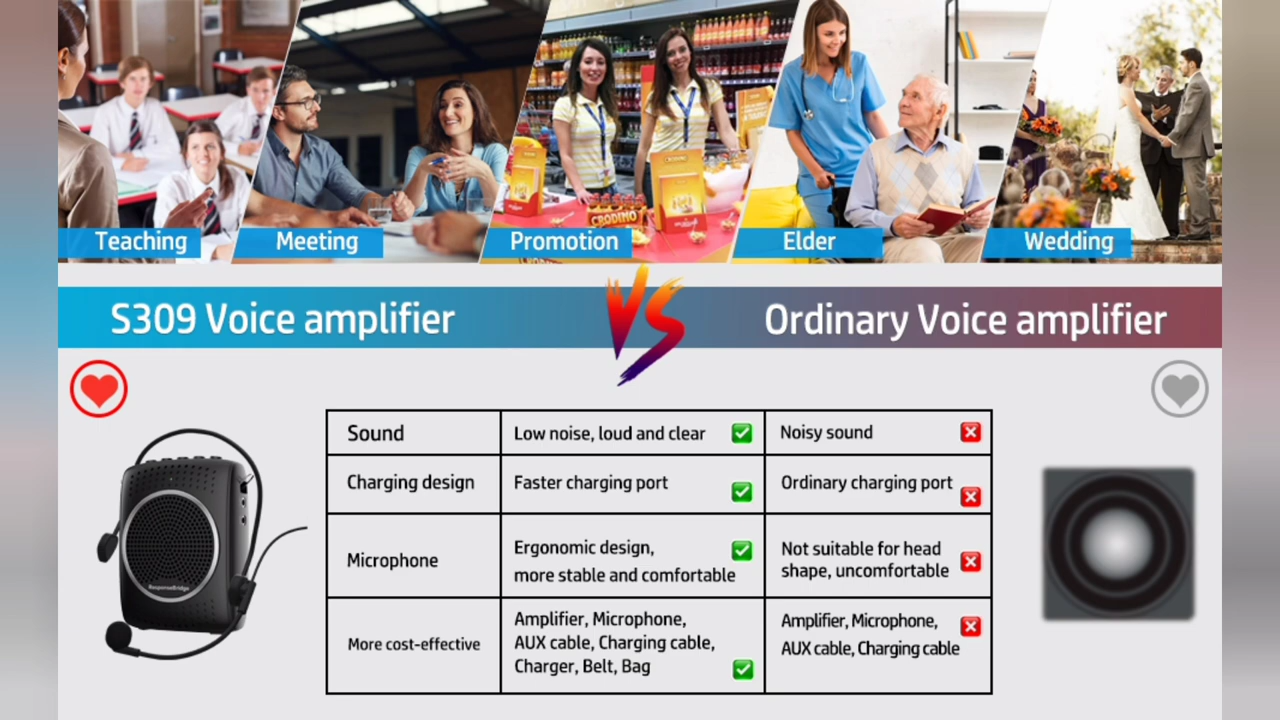 Teaching
Meeting
Promotion
Elder
Wedding
CRODINO
S309 Voice amplifier
VS
Ordinary Voice amplifier
Sound
Low noise, loud and clear
Noisy sound
Charging design
Faster charging port
Ordinary charging port
Microphone
Ergonomic design,
more stable and comfortable
Not suitable for head
shape, uncomfortable
More cost-effective
Amplifier, Microphone,
AUX cable, Charging cable,
Charger, Belt, Bag
Amplifier, Microphone,
AUX cable, Charging cable
ResponseBridge